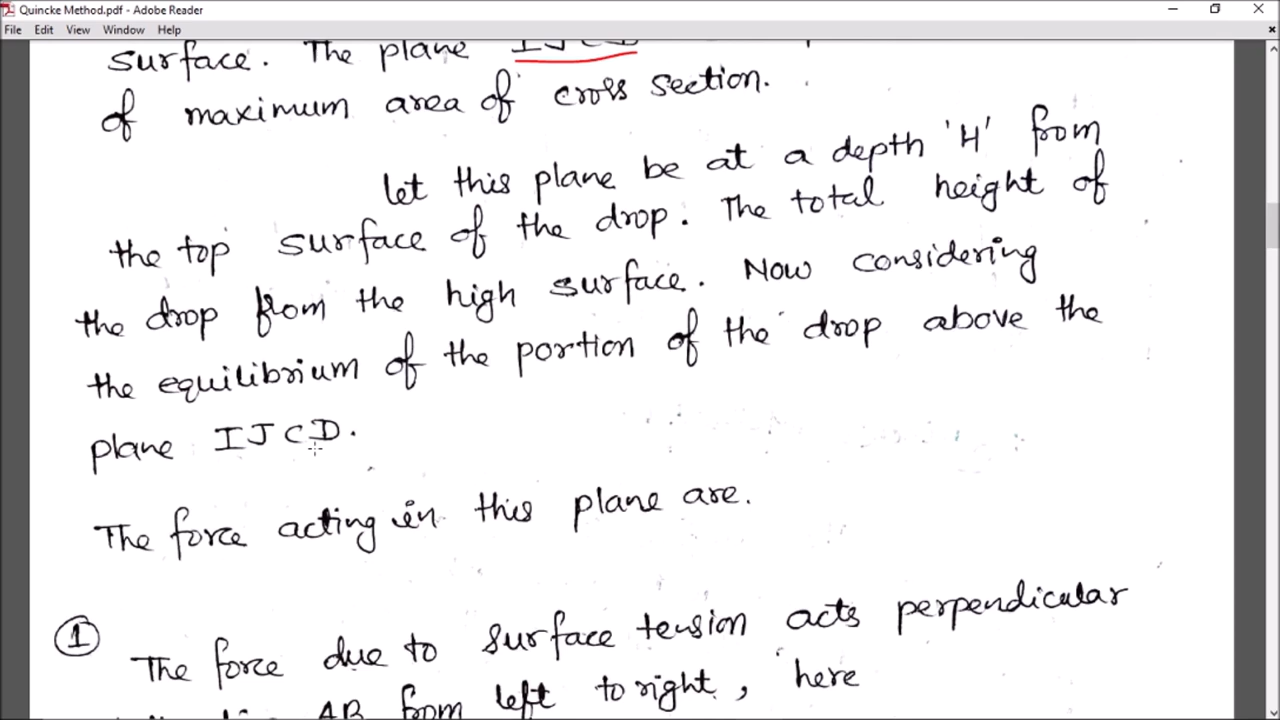 Quincke Method.pdf - Adobe Reader
File Edit View Window Help
surface. The plane IJCD
of maximum area of cross section.
let this plane be at a depth 'H' from
the top surface of the drop. The total height of
the drop from the high surface. Now considering
the equilibrium of the portion of the drop above the
plane IJCD.
The force acting in this plane are.
1 The force due to surface tension acts perpendicular
AB from left to right, here